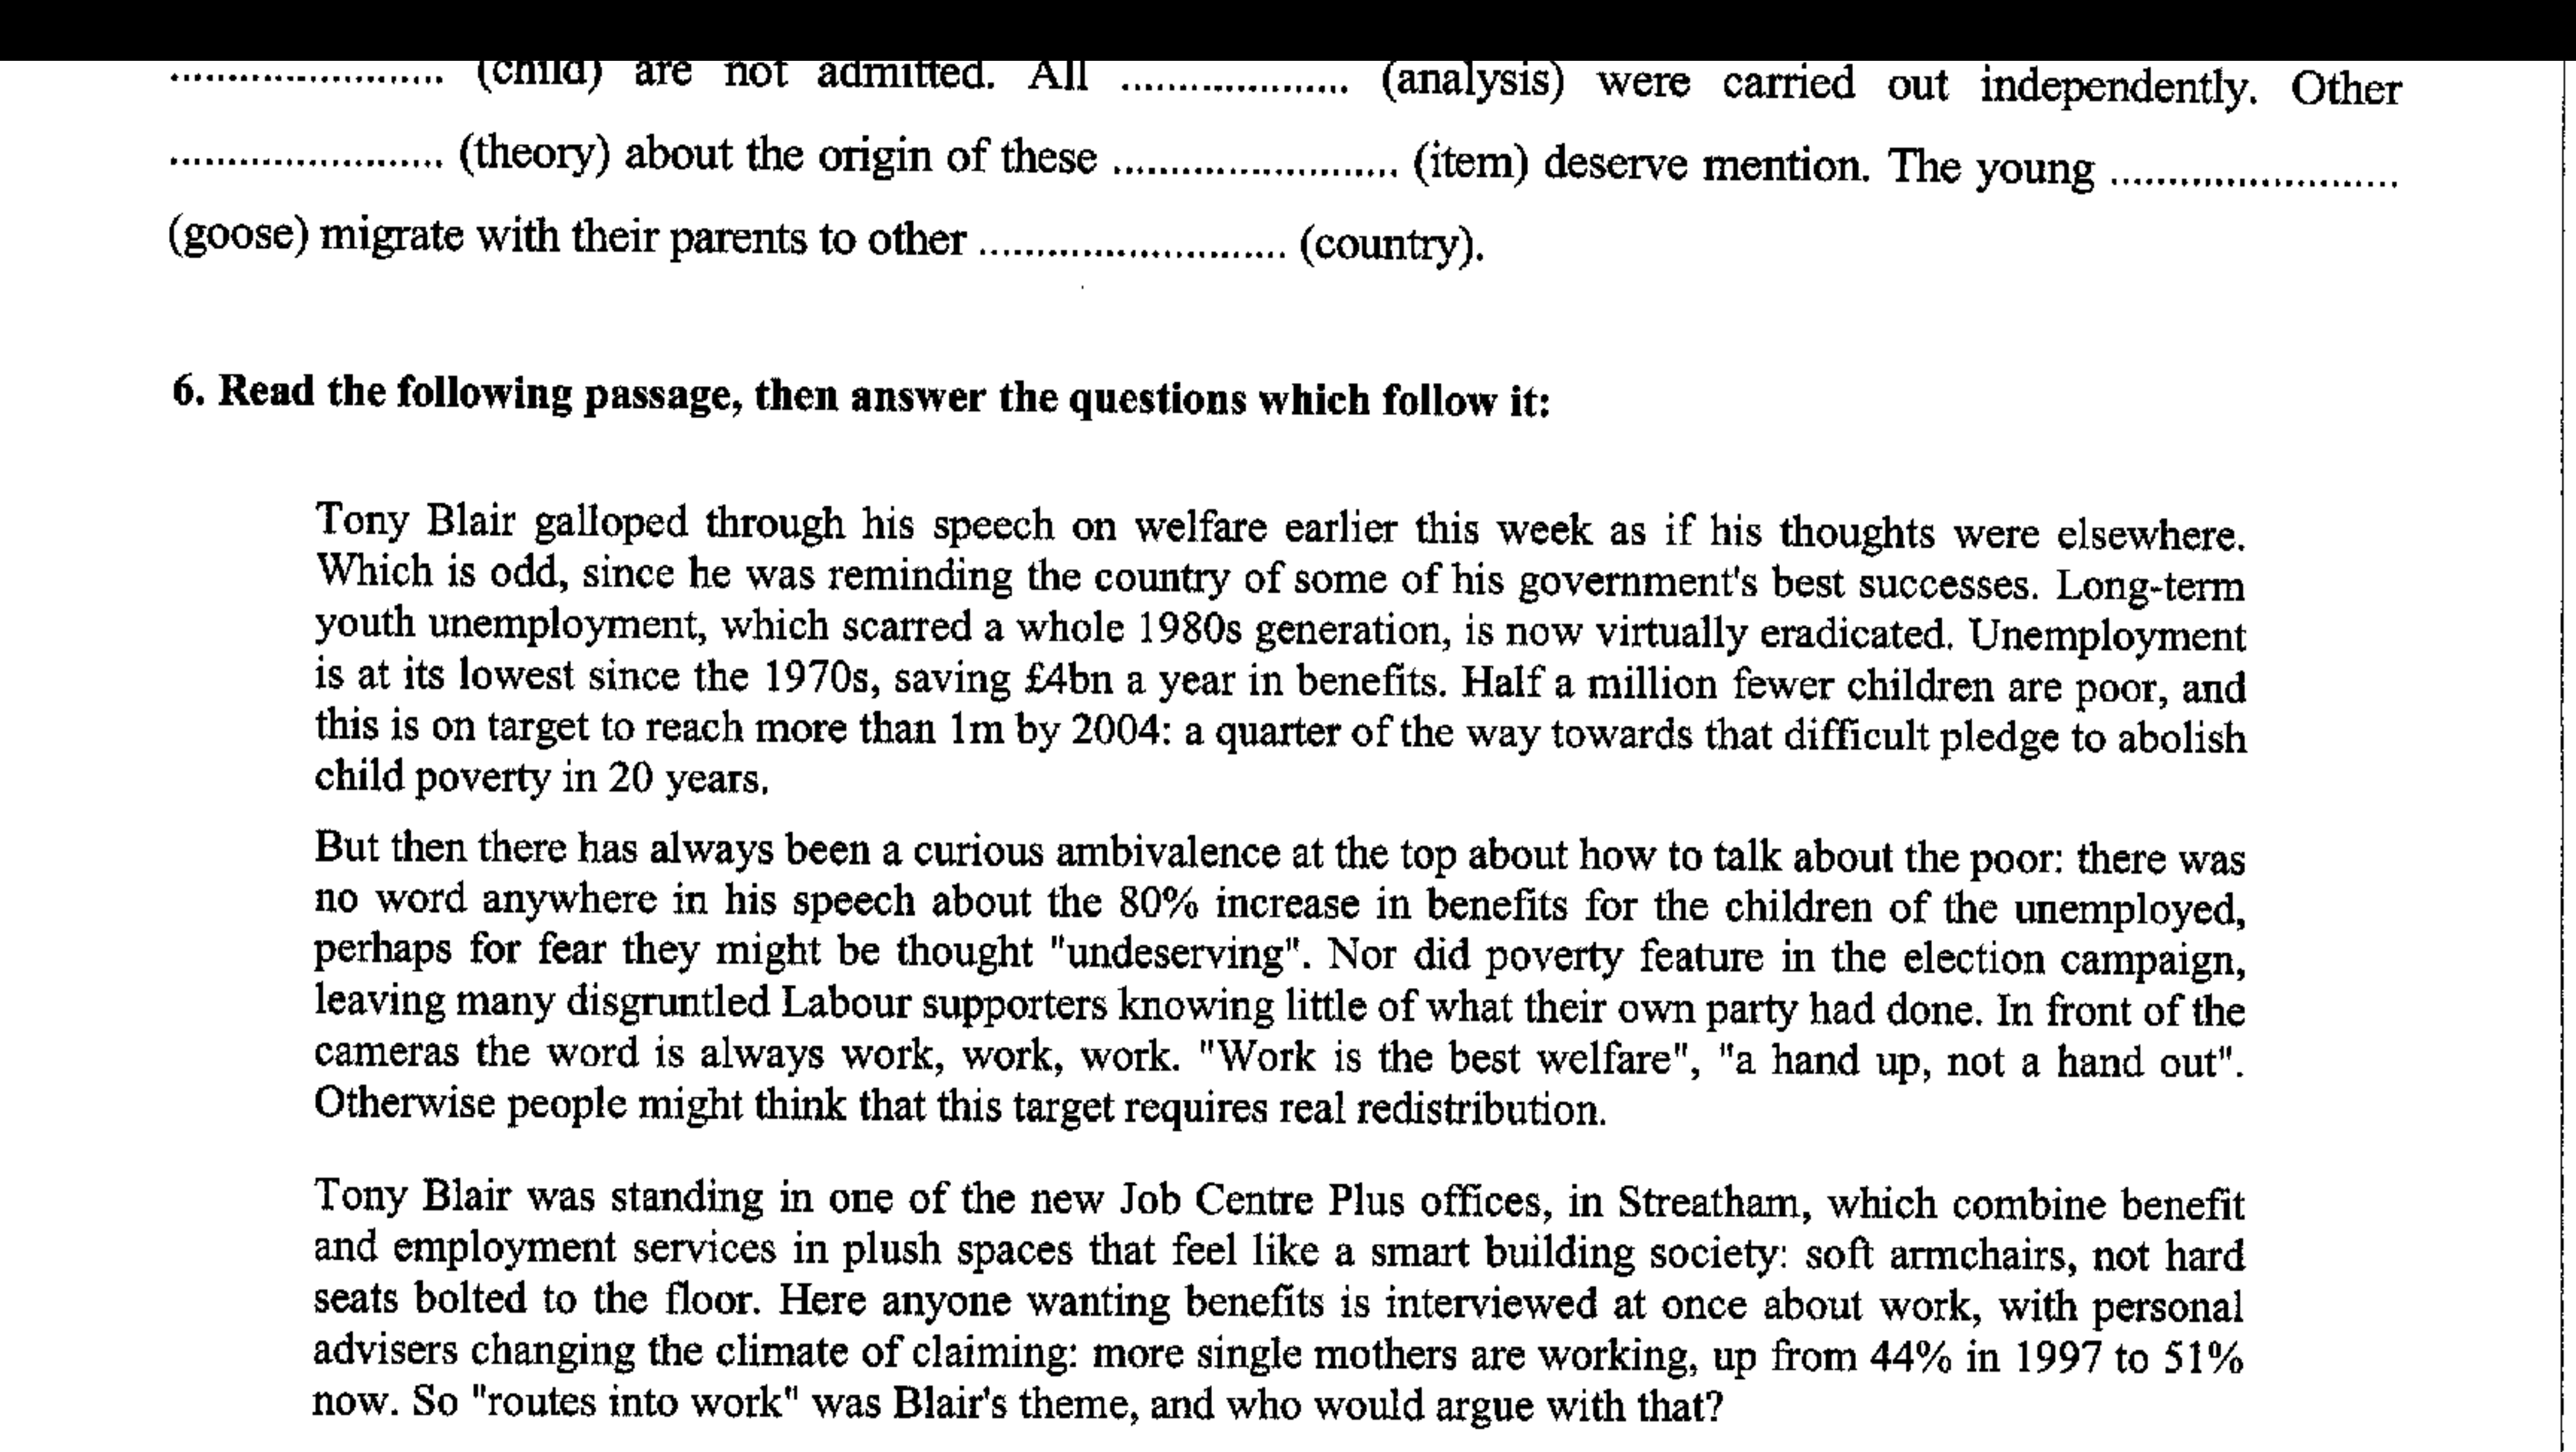 ........................ (child) are not admitted. All .................... (analysis) were carried out independently. Other
........................ (theory) about the origin of these ......................... (item) deserve mention. The young .........................
(goose) migrate with their parents to other ........................... (country).
6. Read the following passage, then answer the questions which follow it:
Tony Blair galloped through his speech on welfare earlier this week as if his thoughts were elsewhere.
Which is odd, since he was reminding the country of some of his government's best successes. Long-term
youth unemployment, which scarred a whole 1980s generation, is now virtually eradicated. Unemployment
is at its lowest since the 1970s, saving £4bn a year in benefits. Half a million fewer children are poor, and
this is on target to reach more than 1m by 2004: a quarter of the way towards that difficult pledge to abolish
child poverty in 20 years.
But then there has always been a curious ambivalence at the top about how to talk about the poor: there was
no word anywhere in his speech about the 80% increase in benefits for the children of the unemployed,
perhaps for fear they might be thought "undeserving". Nor did poverty feature in the election campaign,
leaving many disgruntled Labour supporters knowing little of what their own party had done. In front of the
cameras the word is always work, work, work. "Work is the best welfare", "a hand up, not a hand out".
Otherwise people might think that this target requires real redistribution.
Tony Blair was standing in one of the new Job Centre Plus offices, in Streatham, which combine benefit
and employment services in plush spaces that feel like a smart building society: soft armchairs, not hard
seats bolted to the floor. Here anyone wanting benefits is interviewed at once about work, with personal
advisers changing the climate of claiming: more single mothers are working, up from 44% in 1997 to 51%
now. So "routes into work" was Blair's theme, and who would argue with that?